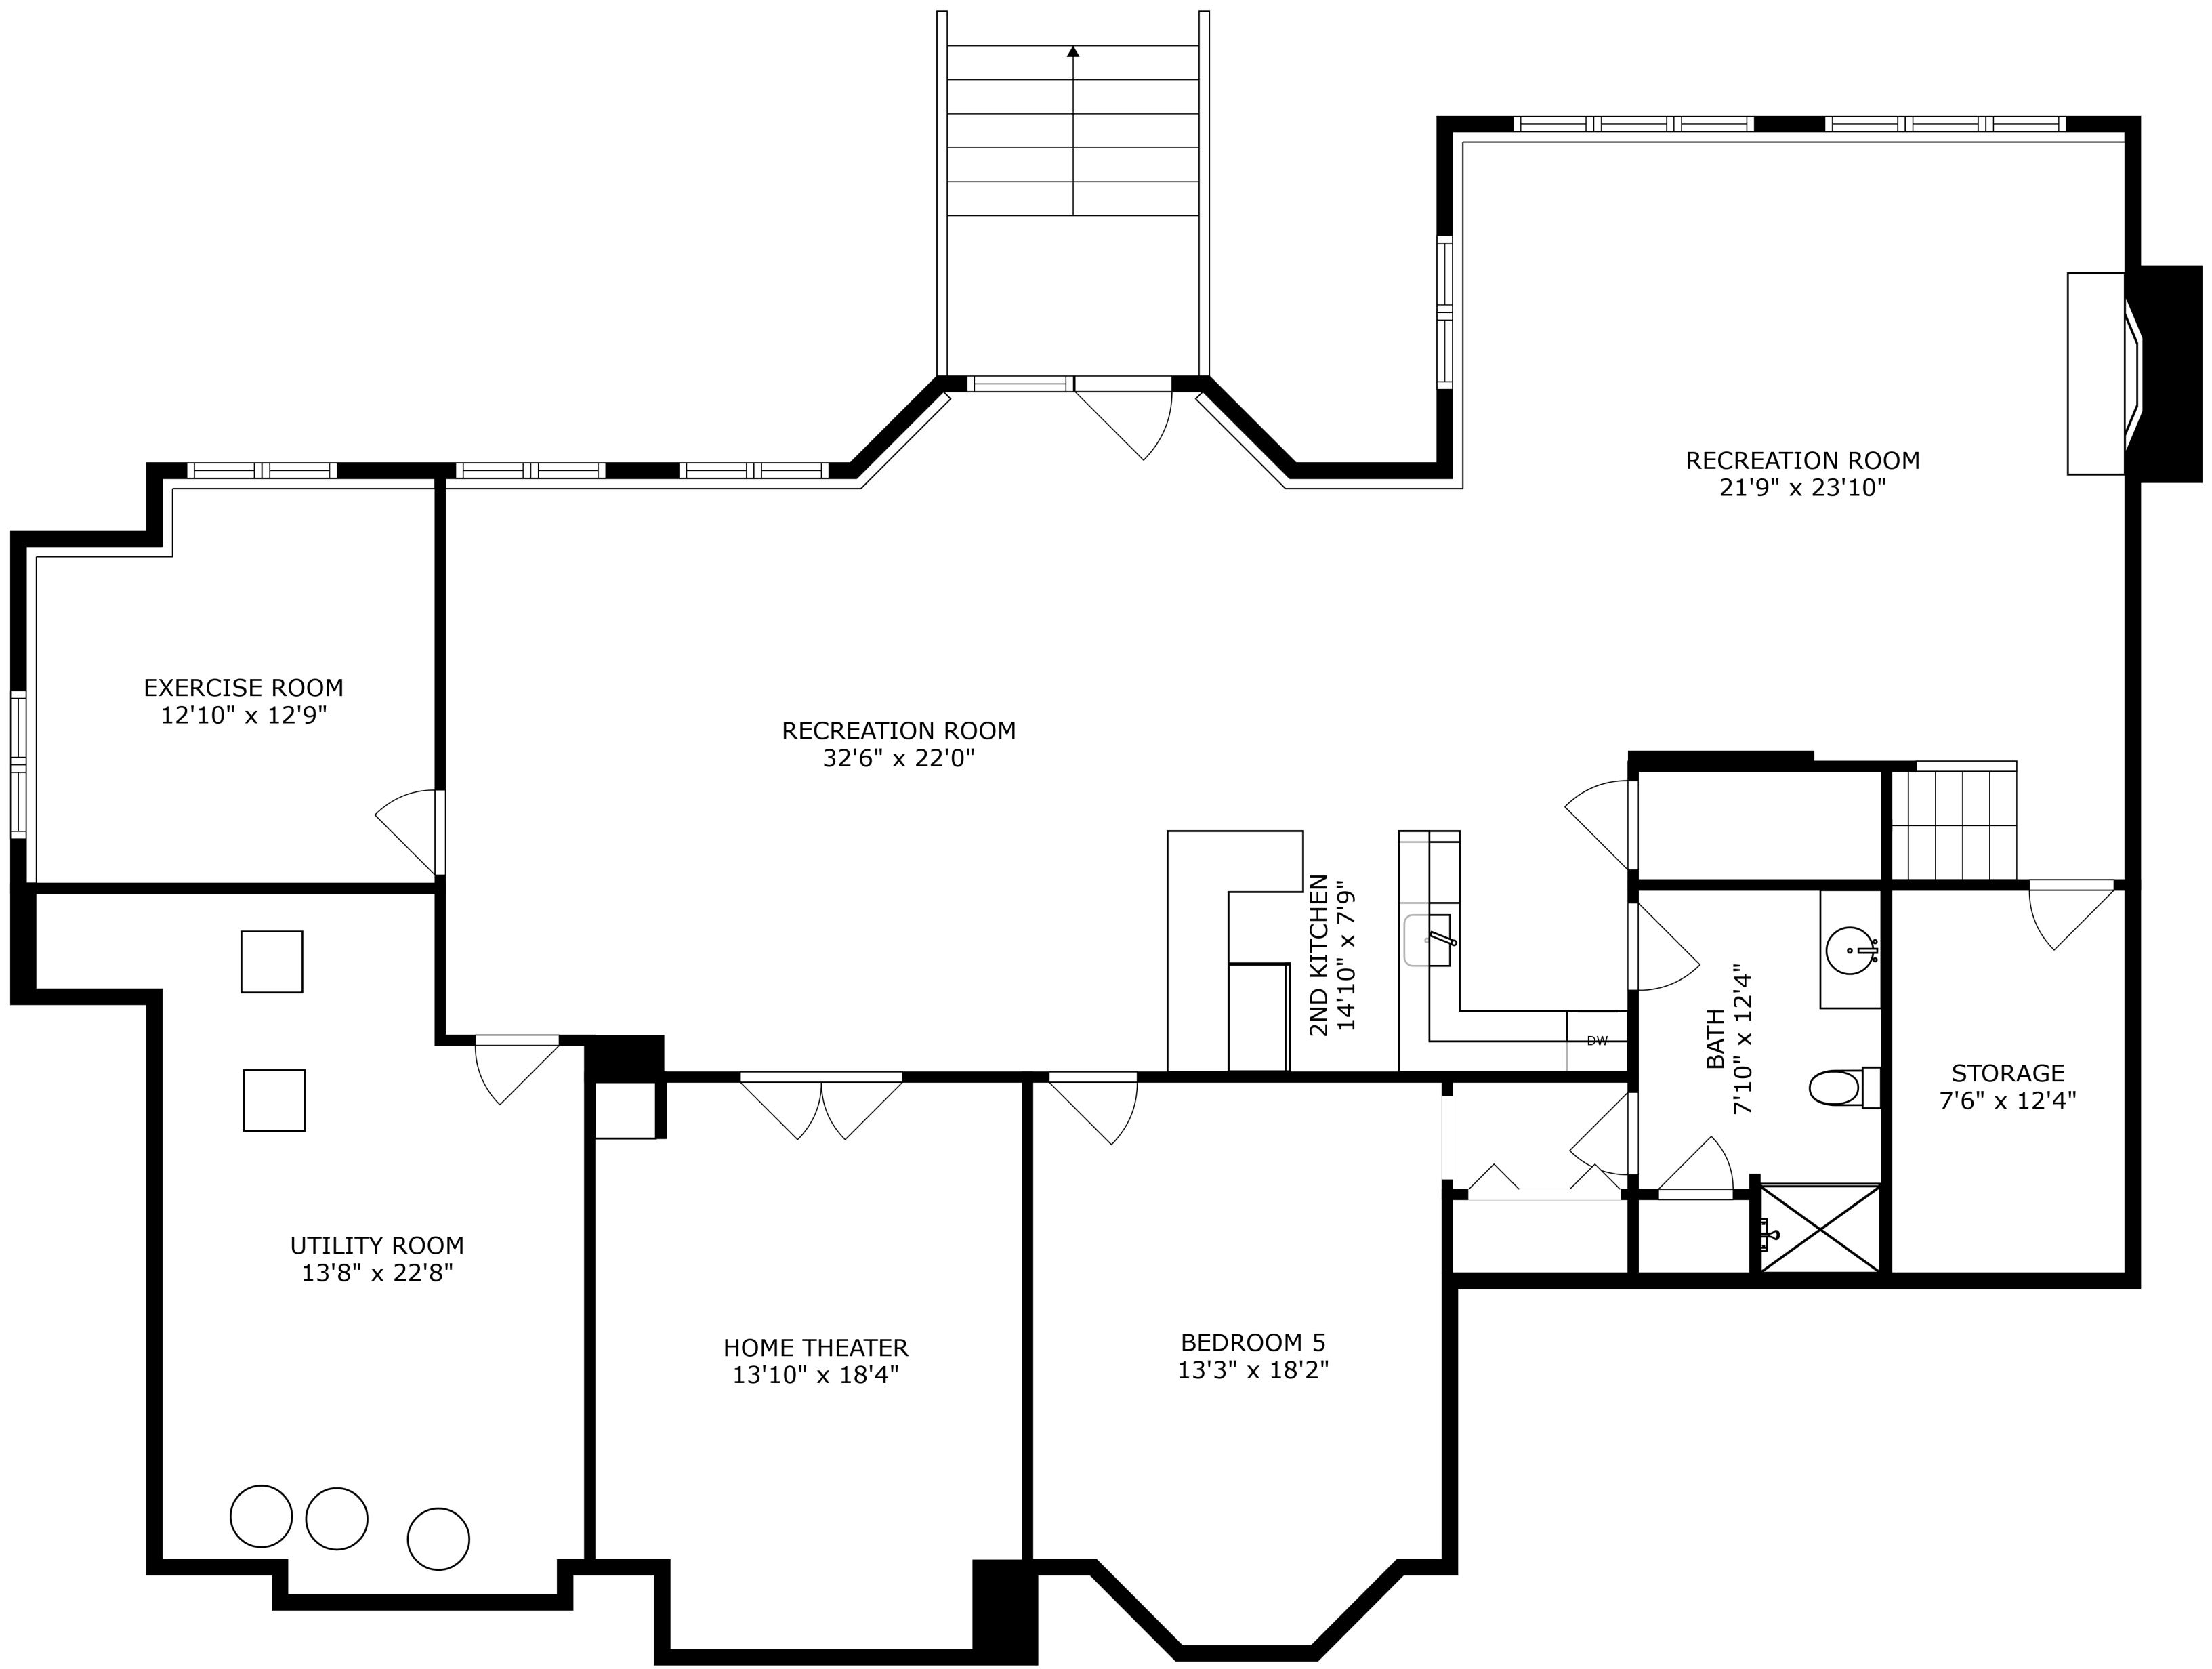 RECREATION ROOM
21'9" x 23'10"
EXERCISE ROOM
12'10" x 12'9"
RECREATION ROOM
32'6" x 22'0"
2ND KITCHEN
14'10" x 7'9"
DW
BATH
7'10" x 12'4"
STORAGE
7'6" x 12'4"
UTILITY ROOM
13'8" x 22'8"
HOME THEATER
13'10" x 18'4"
BEDROOM 5
13'3" x 18'2"